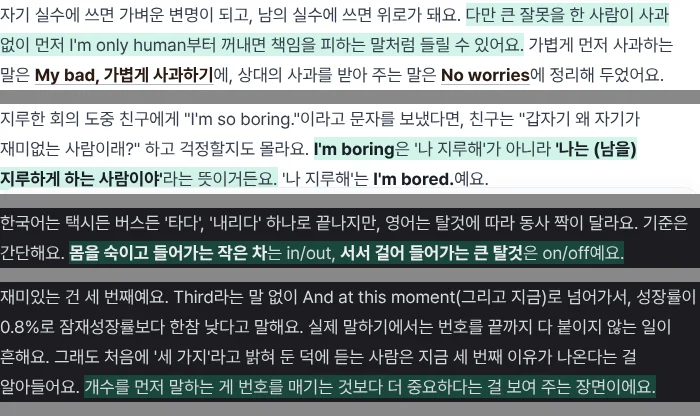 자기 실수에 쓰면 가벼운 변명이 되고, 남의 실수에 쓰면 위로가 돼요. 다만 큰 잘못을 한 사람이 사과
없이 먼저 I'm only human부터 꺼내면 책임을 피하는 말처럼 들릴 수 있어요. 가볍게 먼저 사과하는
말은 My bad, 가볍게 사과하기에, 상대의 사과를 받아 주는 말은 No worries에 정리해 두었어요.
지루한 회의 도중 친구에게 "I'm so boring."이라고 문자를 보냈다면, 친구는 "갑자기 왜 자기가
재미없는 사람이래?" 하고 걱정할지도 몰라요. I'm boring은 '나 지루해'가 아니라 '나는 (남을)
지루하게 하는 사람이야'라는 뜻이거든요. '나 지루해'는 I'm bored.예요.
한국어는 택시든 버스든 '타다', '내리다' 하나로 끝나지만, 영어는 탈것에 따라 동사 짝이 달라요. 기준은
간단해요. 몸을 숙이고 들어가는 작은 차는 in/out, 서서 걸어 들어가는 큰 탈것은 on/off예요.
재미있는 건 세 번째예요. Third라는 말 없이 And at this moment(그리고 지금)로 넘어가서, 성장률이
0.8%로 잠재성장률보다 한참 낮다고 말해요. 실제 말하기에서는 번호를 끝까지 다 붙이지 않는 일이
흔해요. 그래도 처음에 '세 가지'라고 밝혀 둔 덕에 듣는 사람은 지금 세 번째 이유가 나온다는 걸
알아들어요. 개수를 먼저 말하는 게 번호를 매기는 것보다 더 중요하다는 걸 보여 주는 장면이에요.